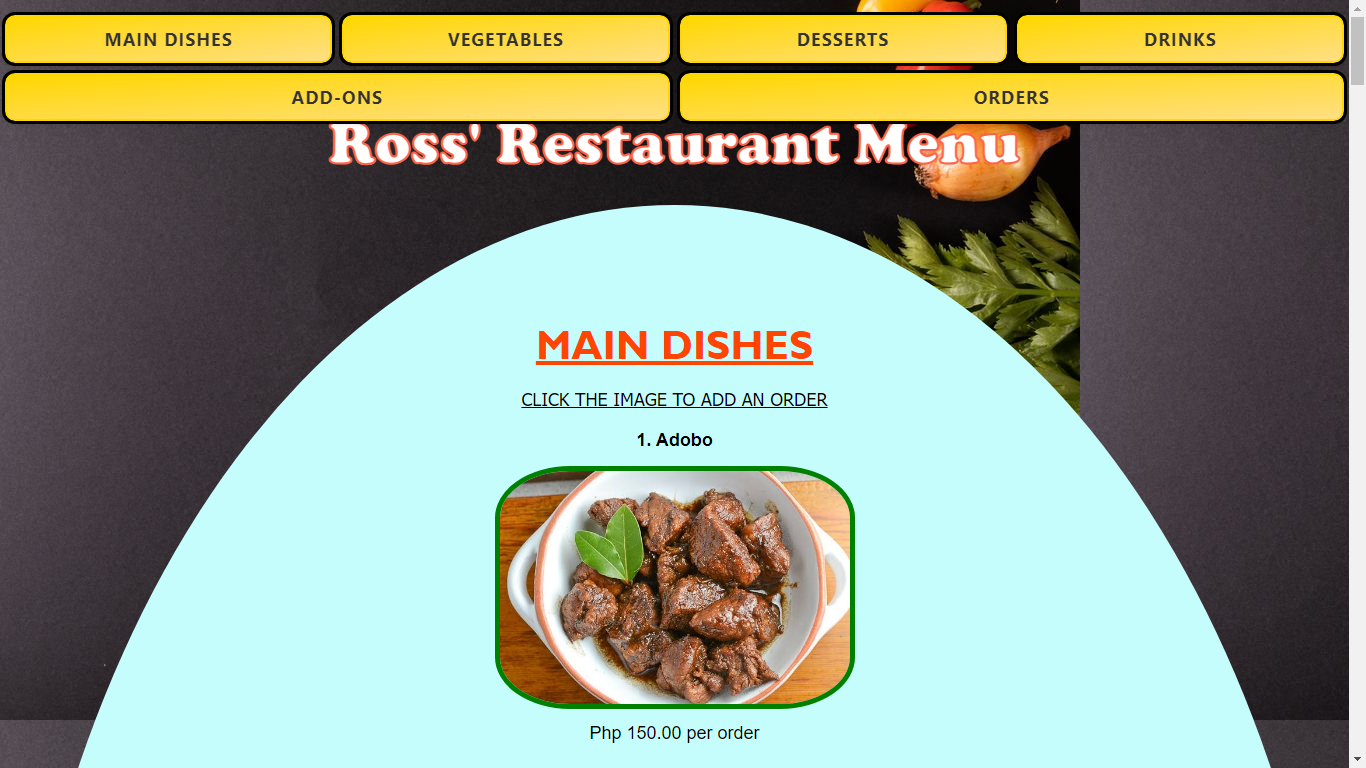 MAIN DISHES
VEGETABLES
DESSERTS
DRINKS
ADD-ONS
ORDERS
Ross' Restaurant Menu
MAIN DISHES
CLICK THE IMAGE TO ADD AN ORDER
1. Adobo
Php 150.00 per order